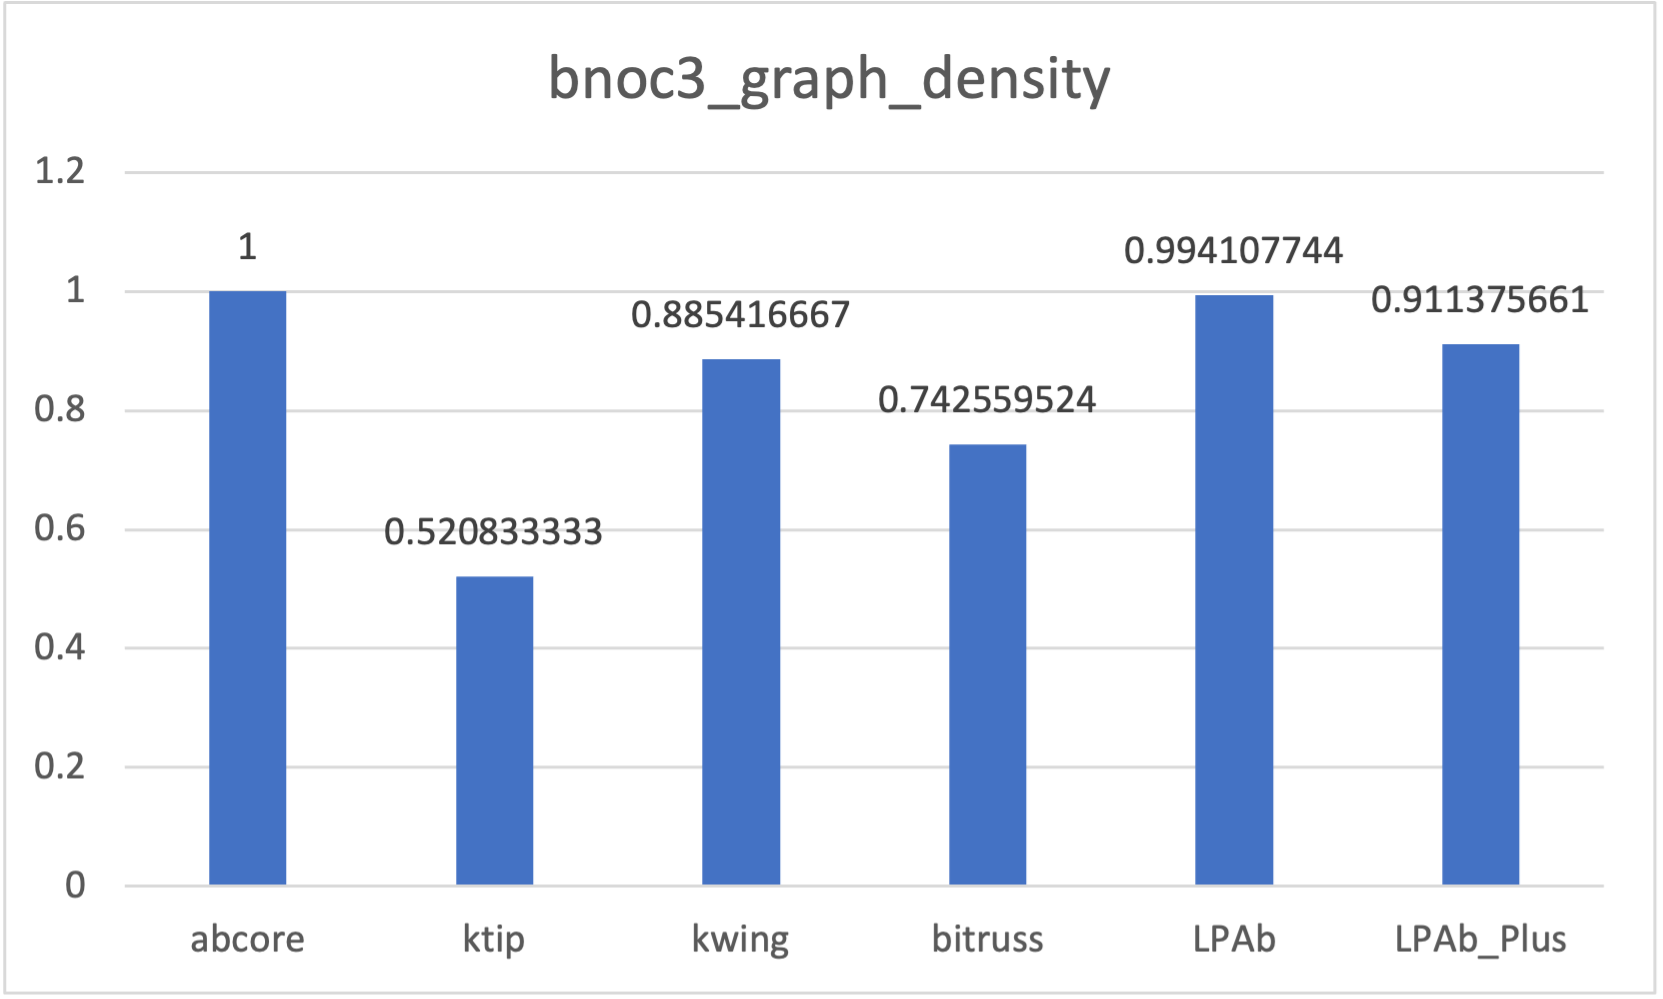 bnoc3_graph_density
1.2
1
0.8
0.6
0.4
0.2
0
1
0.520833333
0.885416667
0.742559524
0.994107744
0.911375661
abcore
ktip
kwing
bitruss
LPAb
LPAb_Plus